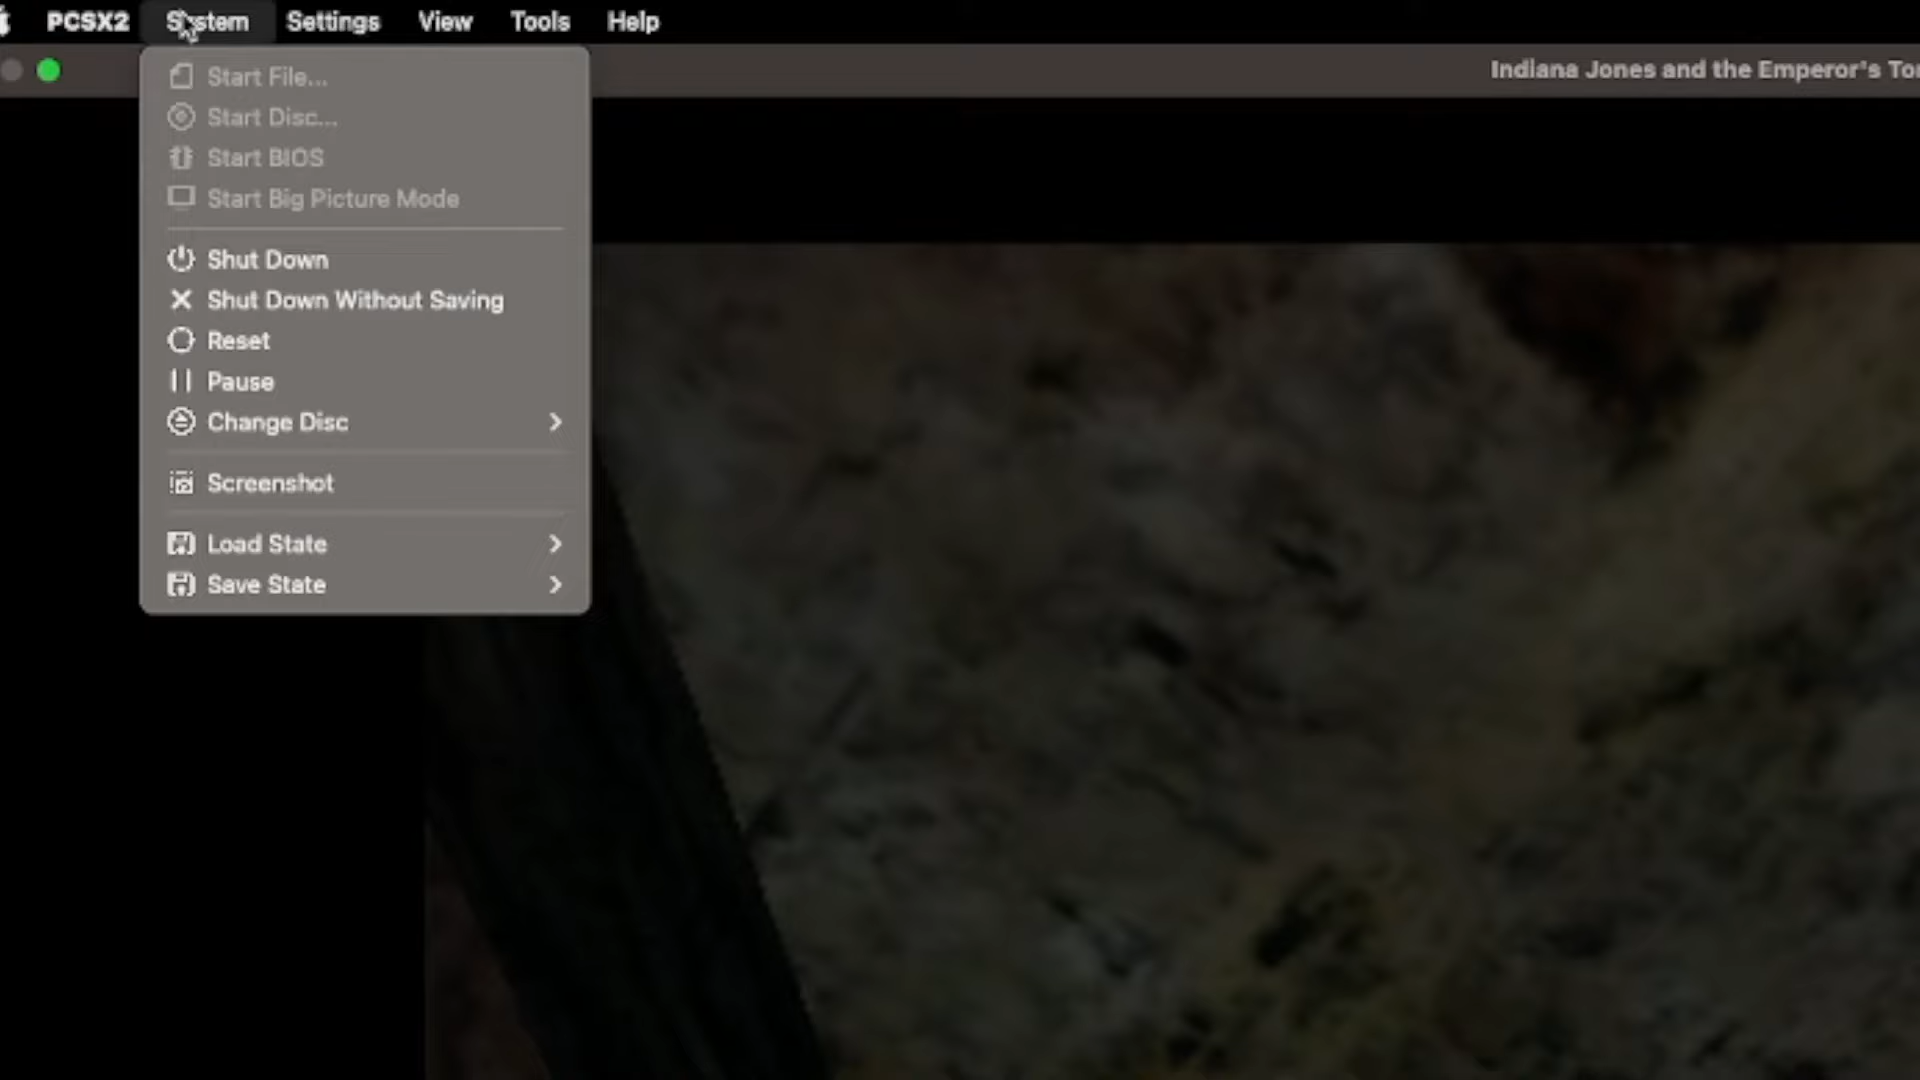 PCSX2 System Settings View Tools Help
Indiana Jones and the Emperor's
Start File...
Start Disc...
Start BIOS
Start Big Picture Mode
Shut Down
Shut Down Without Saving
Reset
Pause
Change Disc
Screenshot
Load State
Save State